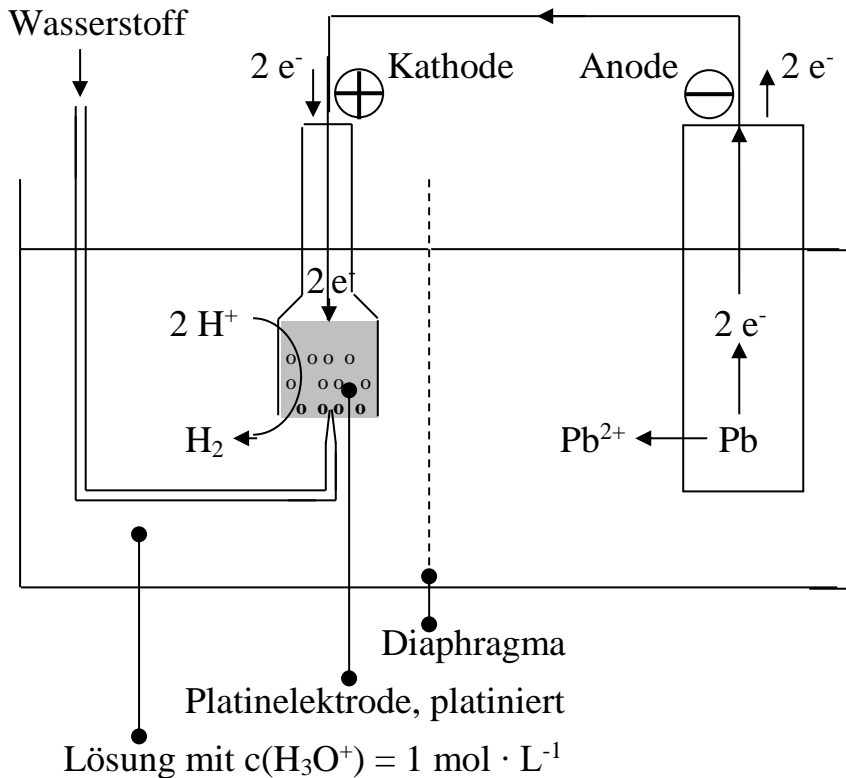 Wasserstoff
2 e⁻ Kathode Anode 2 e⁻
2 e⁻
2 H⁺ 2 e⁻
H₂ Pb²⁺ Pb
Diaphragma
Platinelektrode, platiniert
Lösung mit c(H₃O⁺) = 1 mol · L⁻¹